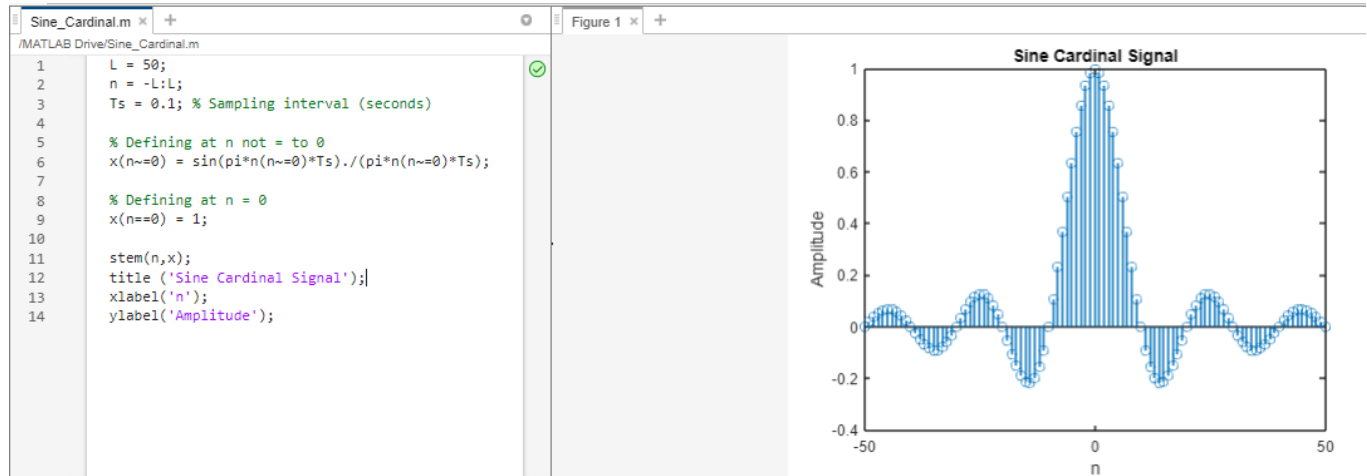 Sine_Cardinal.m × +
/MATLAB Drive/Sine_Cardinal.m
1 L = 50;
2 n = -L:L;
3 Ts = 0.1; % Sampling interval (seconds)
4
5 % Defining at n not = to 0
6 x(n~=0) = sin(pi*n(n~=0)*Ts)./(pi*n(n~=0)*Ts);
7
8 % Defining at n = 0
9 x(n==0) = 1;
10
11 stem(n,x);
12 title ('Sine Cardinal Signal');
13 xlabel('n');
14 ylabel('Amplitude');
Figure 1 × +
Sine Cardinal Signal
Amplitude
1
0.8
0.6
0.4
0.2
0
-0.2
-0.4
-50 0 50
n